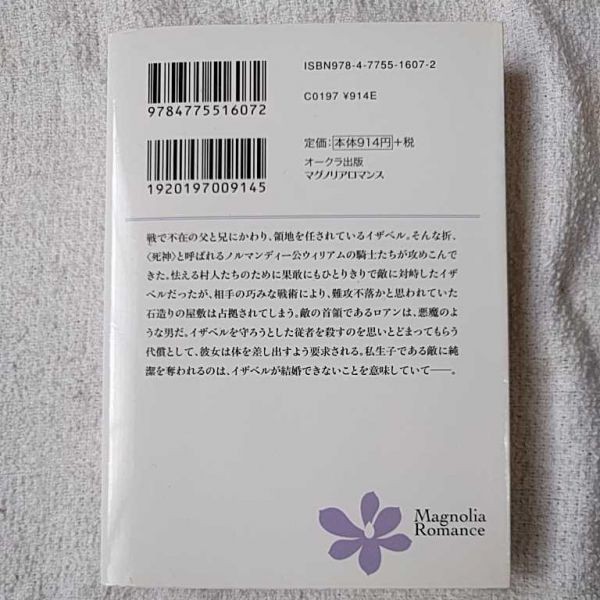 ISBN978-4-7755-1607-2
9784775516072
C0197 ¥914E
定価：本体914円+税
オークラ出版
マグノリアロマンス
1920197009145
戦で不在の父と兄にかわり、領地を任されているイザベル。そんな折、
〈死神〉と呼ばれるノルマンディー公ウィリアムの騎士たちが攻めこんで
きた。怯える村人たちのために果敢にもひとりきりで敵に対峙したイザ
ベルだったが、相手の巧みな戦術により、難攻不落かと思われていた
石造りの屋敷は占拠されてしまう。敵の首領であるロアンは、悪魔のよ
うな男だ。イザベルを守ろうとした従者を殺すのを思いとどまってもらう
代償として、彼女は体を差し出すよう要求される。私生子である敵に純
潔を奪われるのは、イザベルが結婚できないことを意味していて――。
Magnolia
Romance